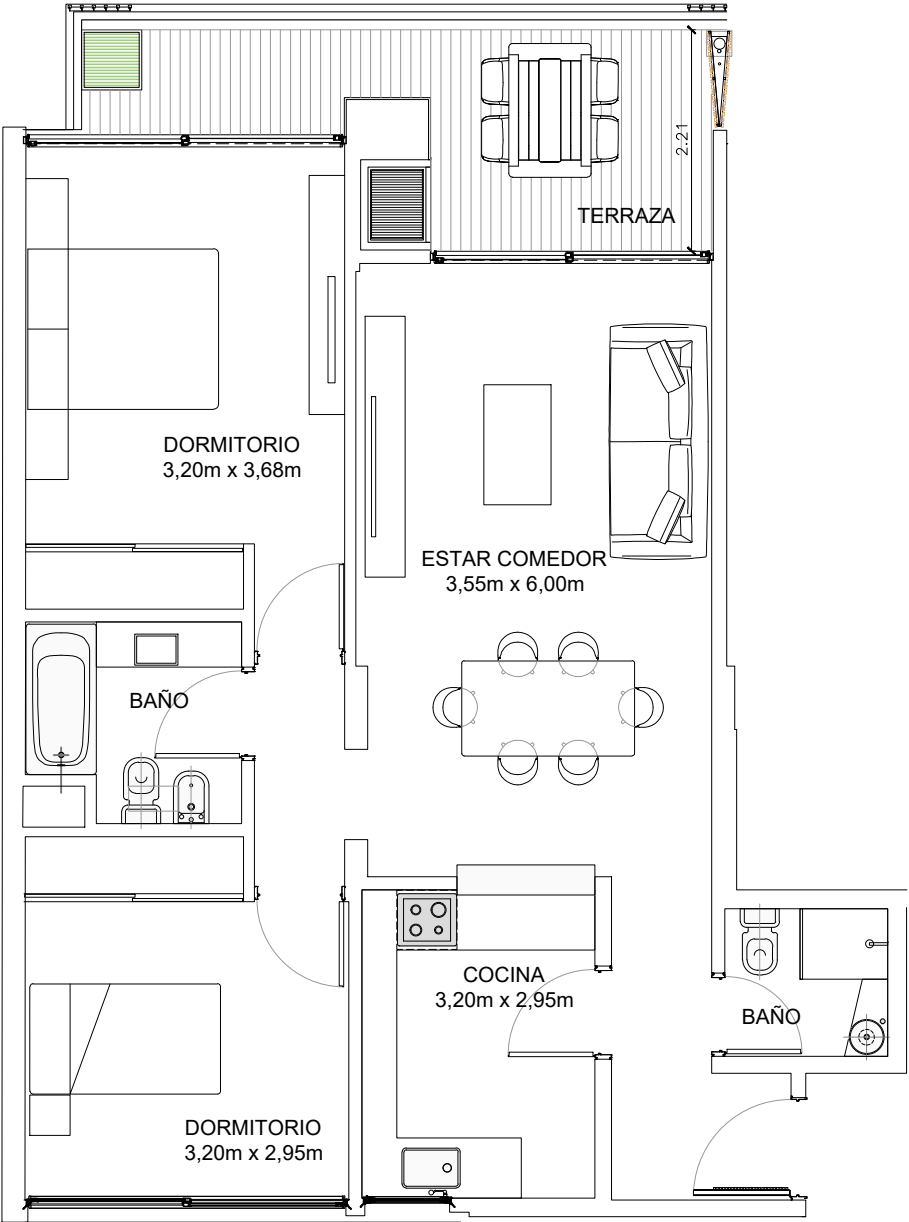 2.21
TERRAZA
DORMITORIO
3,20m x 3,68m
ESTAR COMEDOR
3,55m x 6,00m
BAÑO
COCINA
3,20m x 2,95m
BAÑO
DORMITORIO
3,20m x 2,95m